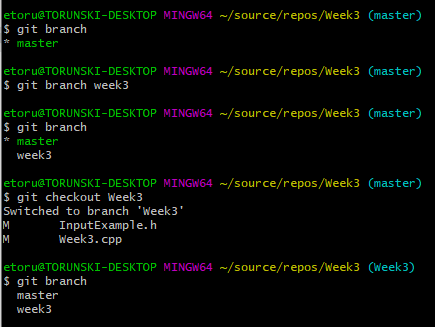 etoru@TORUNSKI-DESKTOP MINGW64 ~/source/repos/Week3 (master)
$ git branch
* master
etoru@TORUNSKI-DESKTOP MINGW64 ~/source/repos/Week3 (master)
$ git branch week3
etoru@TORUNSKI-DESKTOP MINGW64 ~/source/repos/Week3 (master)
$ git branch
* master
  week3
etoru@TORUNSKI-DESKTOP MINGW64 ~/source/repos/Week3 (master)
$ git checkout Week3
Switched to branch 'Week3'
M       InputExample.h
M       Week3.cpp
etoru@TORUNSKI-DESKTOP MINGW64 ~/source/repos/Week3 (Week3)
$ git branch
  master
  week3